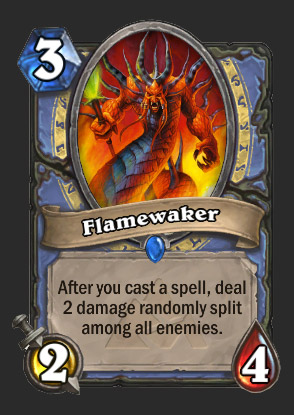 3
Flamewaker
After you cast a spell, deal
2 damage randomly split
among all enemies.
2
4